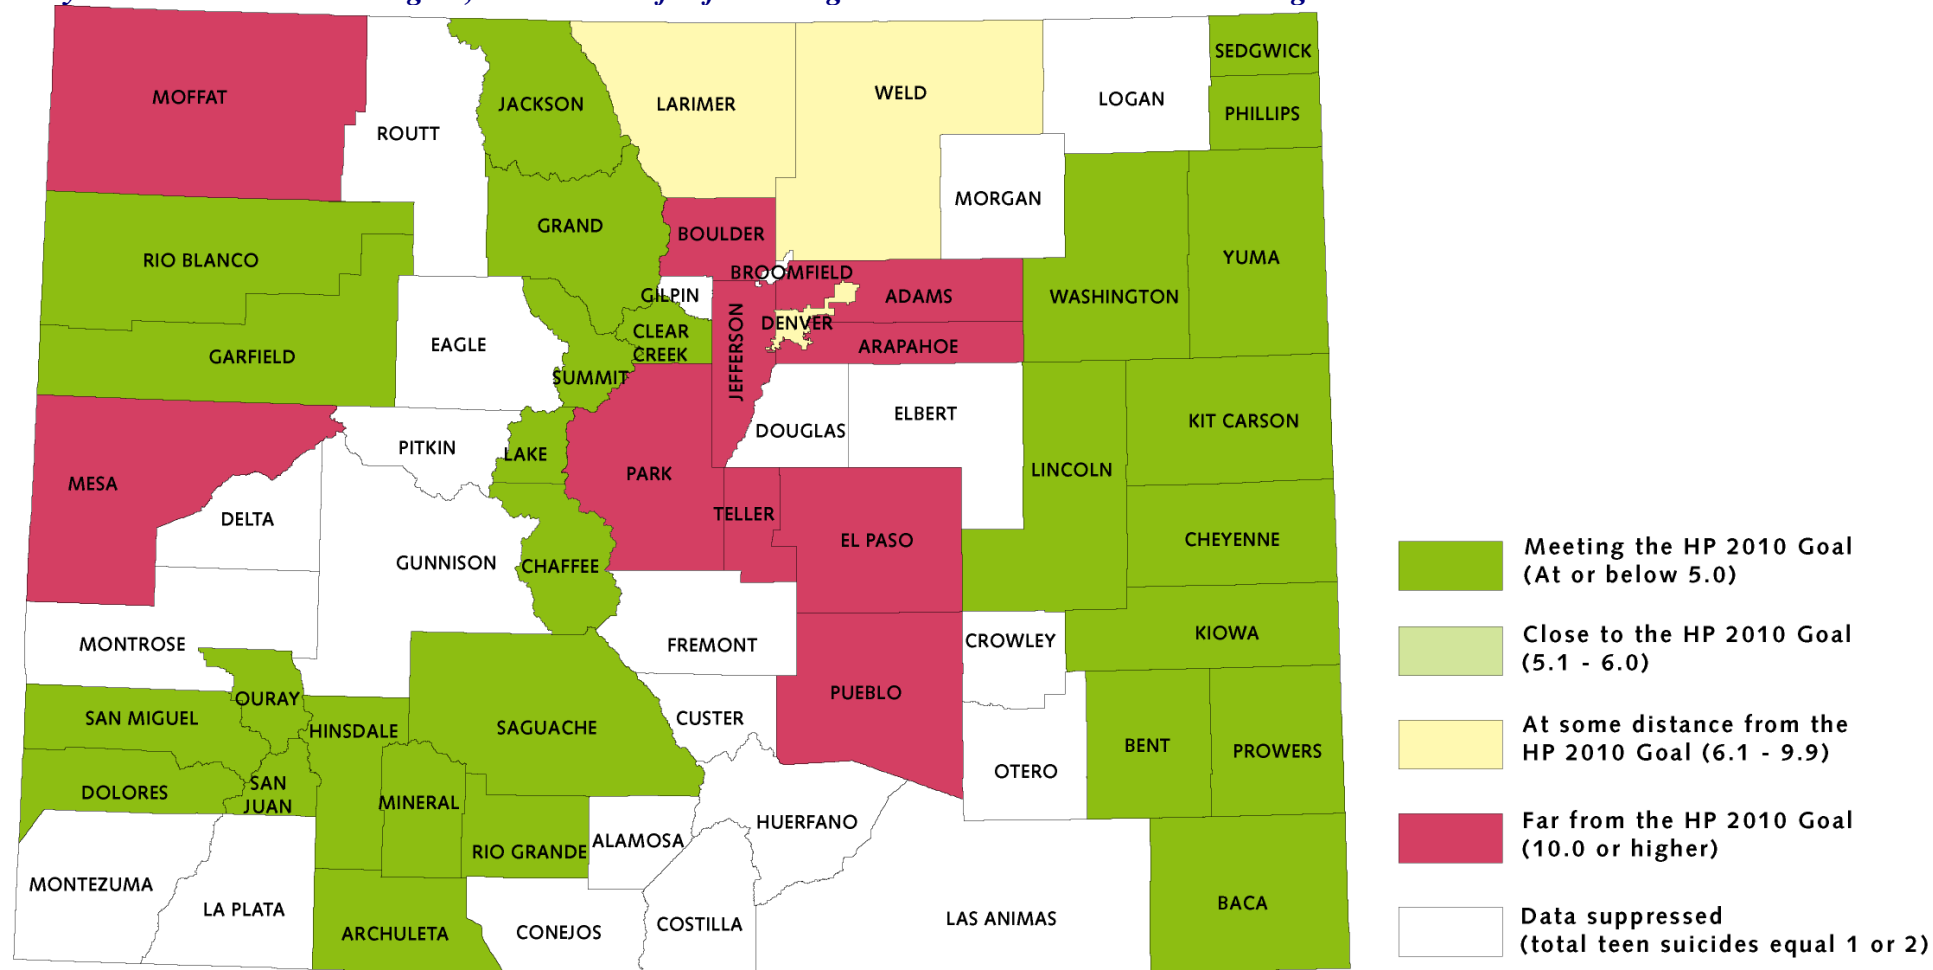 MOFFAT
ROUTT
JACKSON
LARIMER
WELD
LOGAN
SEDGWICK
PHILLIPS
MORGAN
GRAND
BOULDER
RIO BLANCO
YUMA
BROOMFIELD
GILPIN
ADAMS
WASHINGTON
DENVER
CLEAR
CREEK
EAGLE
GARFIELD
JEFFERSON
ARAPAHOE
SUMMIT
ELBERT
DOUGLAS
KIT CARSON
PITKIN
LAKE
PARK
LINCOLN
MESA
DELTA
TELLER
EL PASO
CHEYENNE
GUNNISON
CHAFFEE
MONTROSE
FREMONT
CROWLEY
KIOWA
OURAY
PUEBLO
SAN MIGUEL
HINSDALE
SAGUACHE
CUSTER
BENT
PROWERS
OTERO
DOLORES
SAN
JUAN
MINERAL
HUERFANO
ALAMOSA
RIO GRANDE
MONTEZUMA
LA PLATA
ARCHULETA
CONEJOS
COSTILLA
LAS ANIMAS
BACA
Meeting the HP 2010 Goal
(At or below 5.0)
Close to the HP 2010 Goal
(5.1 - 6.0)
At some distance from the
HP 2010 Goal (6.1 - 9.9)
Far from the HP 2010 Goal
(10.0 or higher)
Data suppressed
(total teen suicides equal 1 or 2)